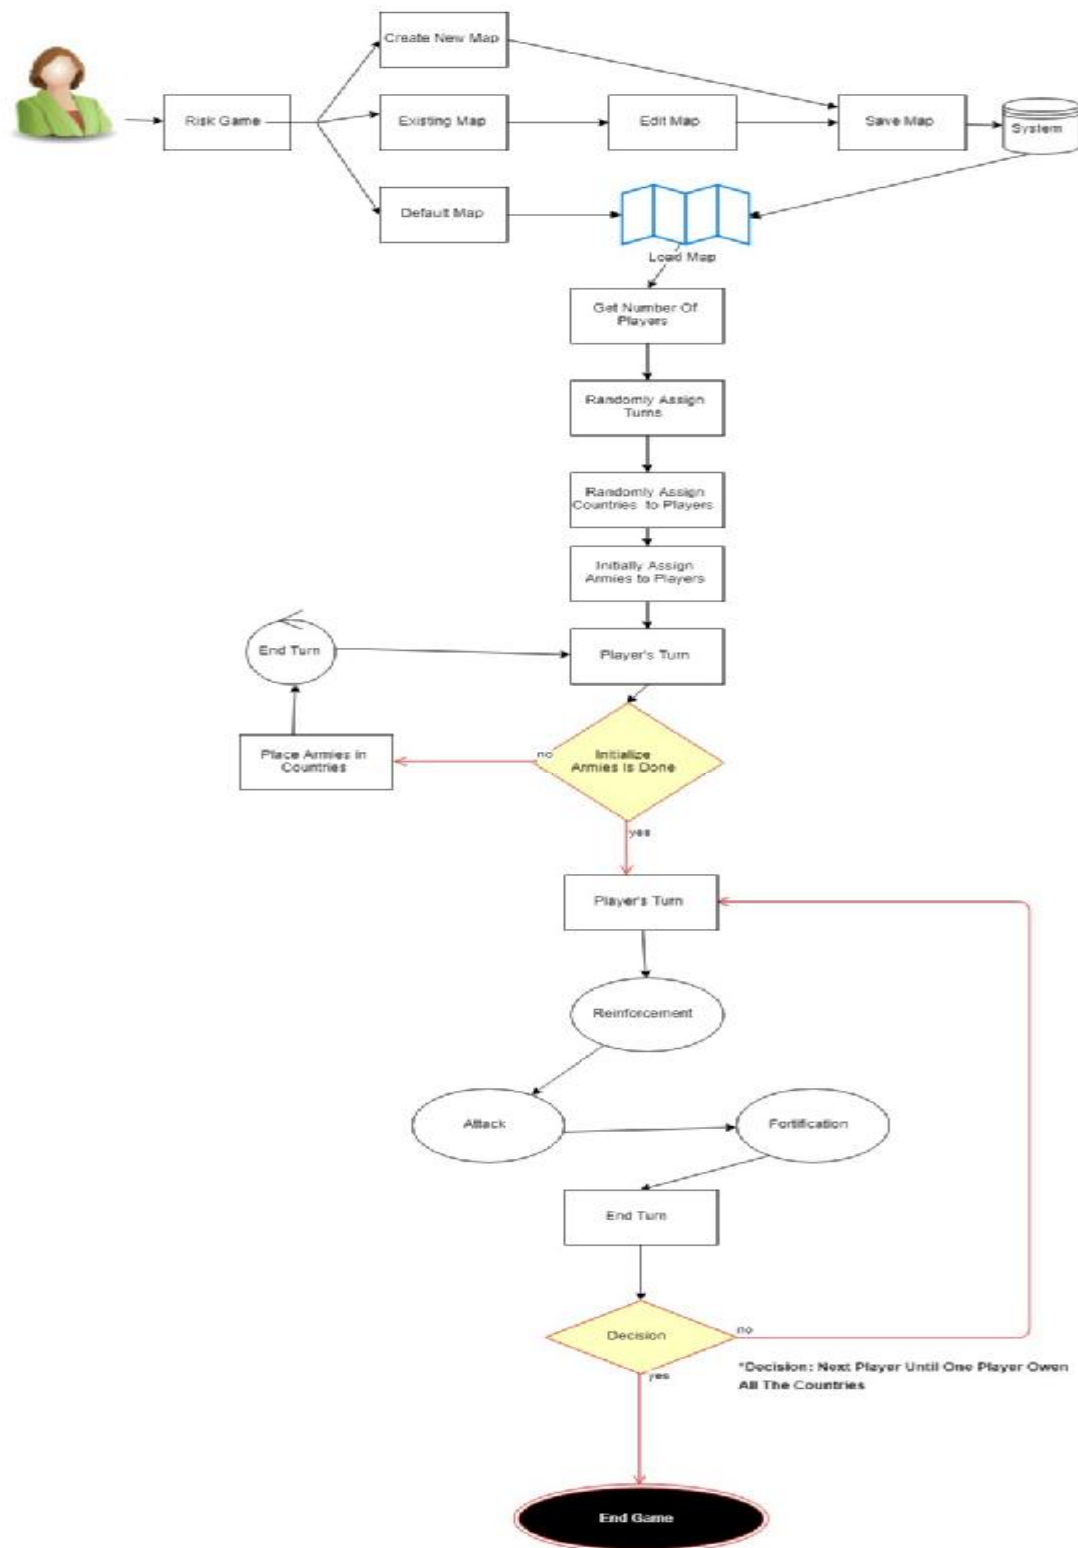 Create New Map
Risk Game
Existing Map
Edit Map
Save Map
System
Default Map
Load Map
Get Number Of
Players
Randomly Assign
Turns
Randomly Assign
Countries to Players
Initially Assign
Armies to Players
End Turn
Player's Turn
Place Armies in
Countries
no
Initialize
Armies Is Done
yes
Player's Turn
Reinforcement
Attack
Fortification
End Turn
Decision
no
yes
*Decision: Next Player Until One Player Owen
All The Countries
End Game